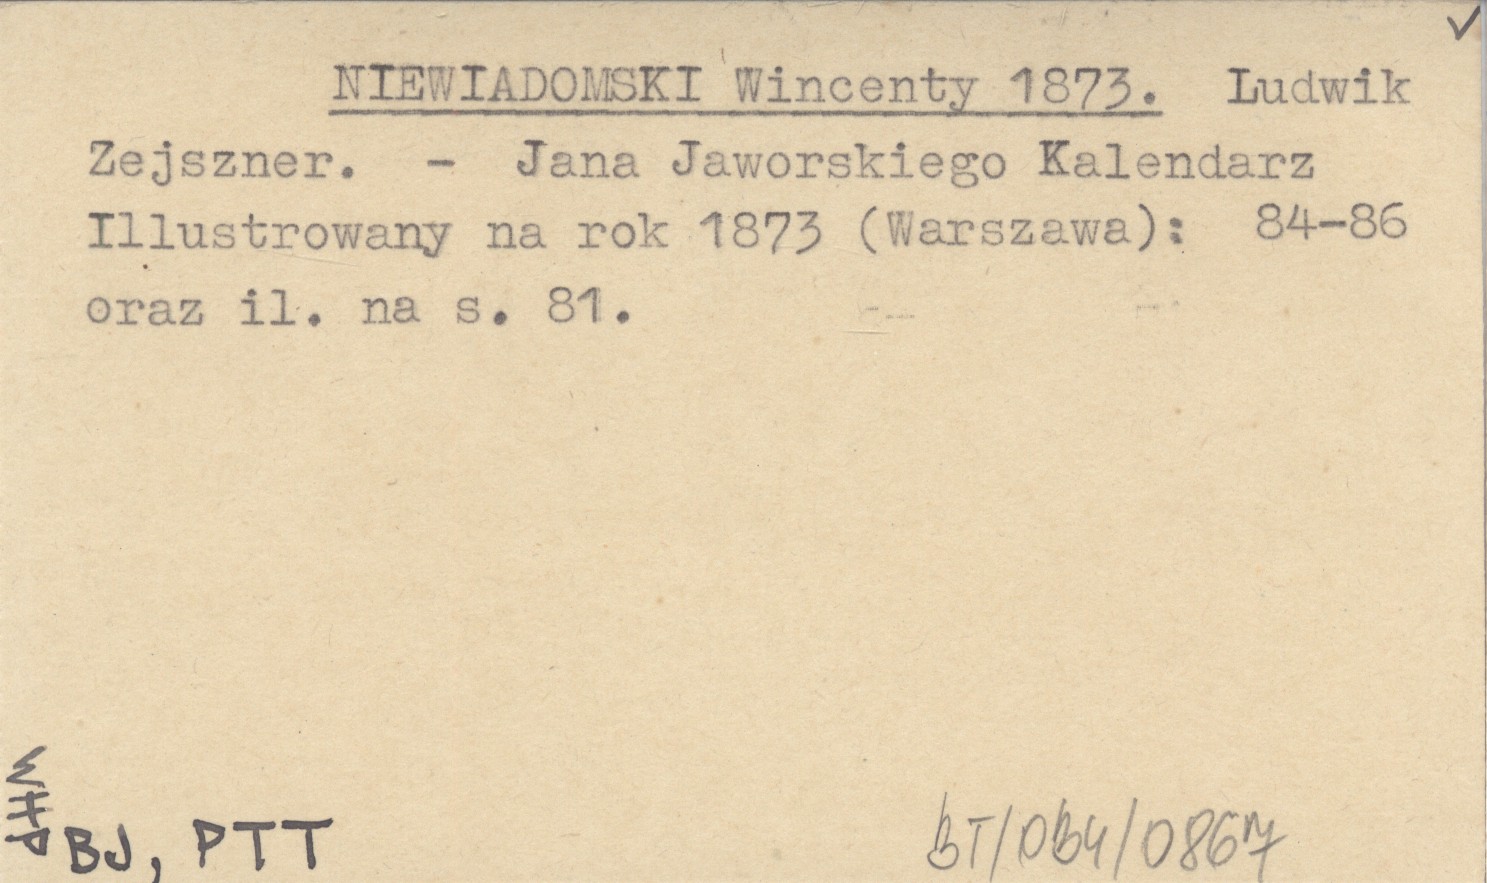 NIEWIADOMSKI Wincenty 1873. Ludwik
Zejszner. - Jana Jaworskiego Kalendarz
Illustrowany na rok 1873 (Warszawa): 84-86
oraz il. na s. 81.
BJ, PTT
BT/064/0867